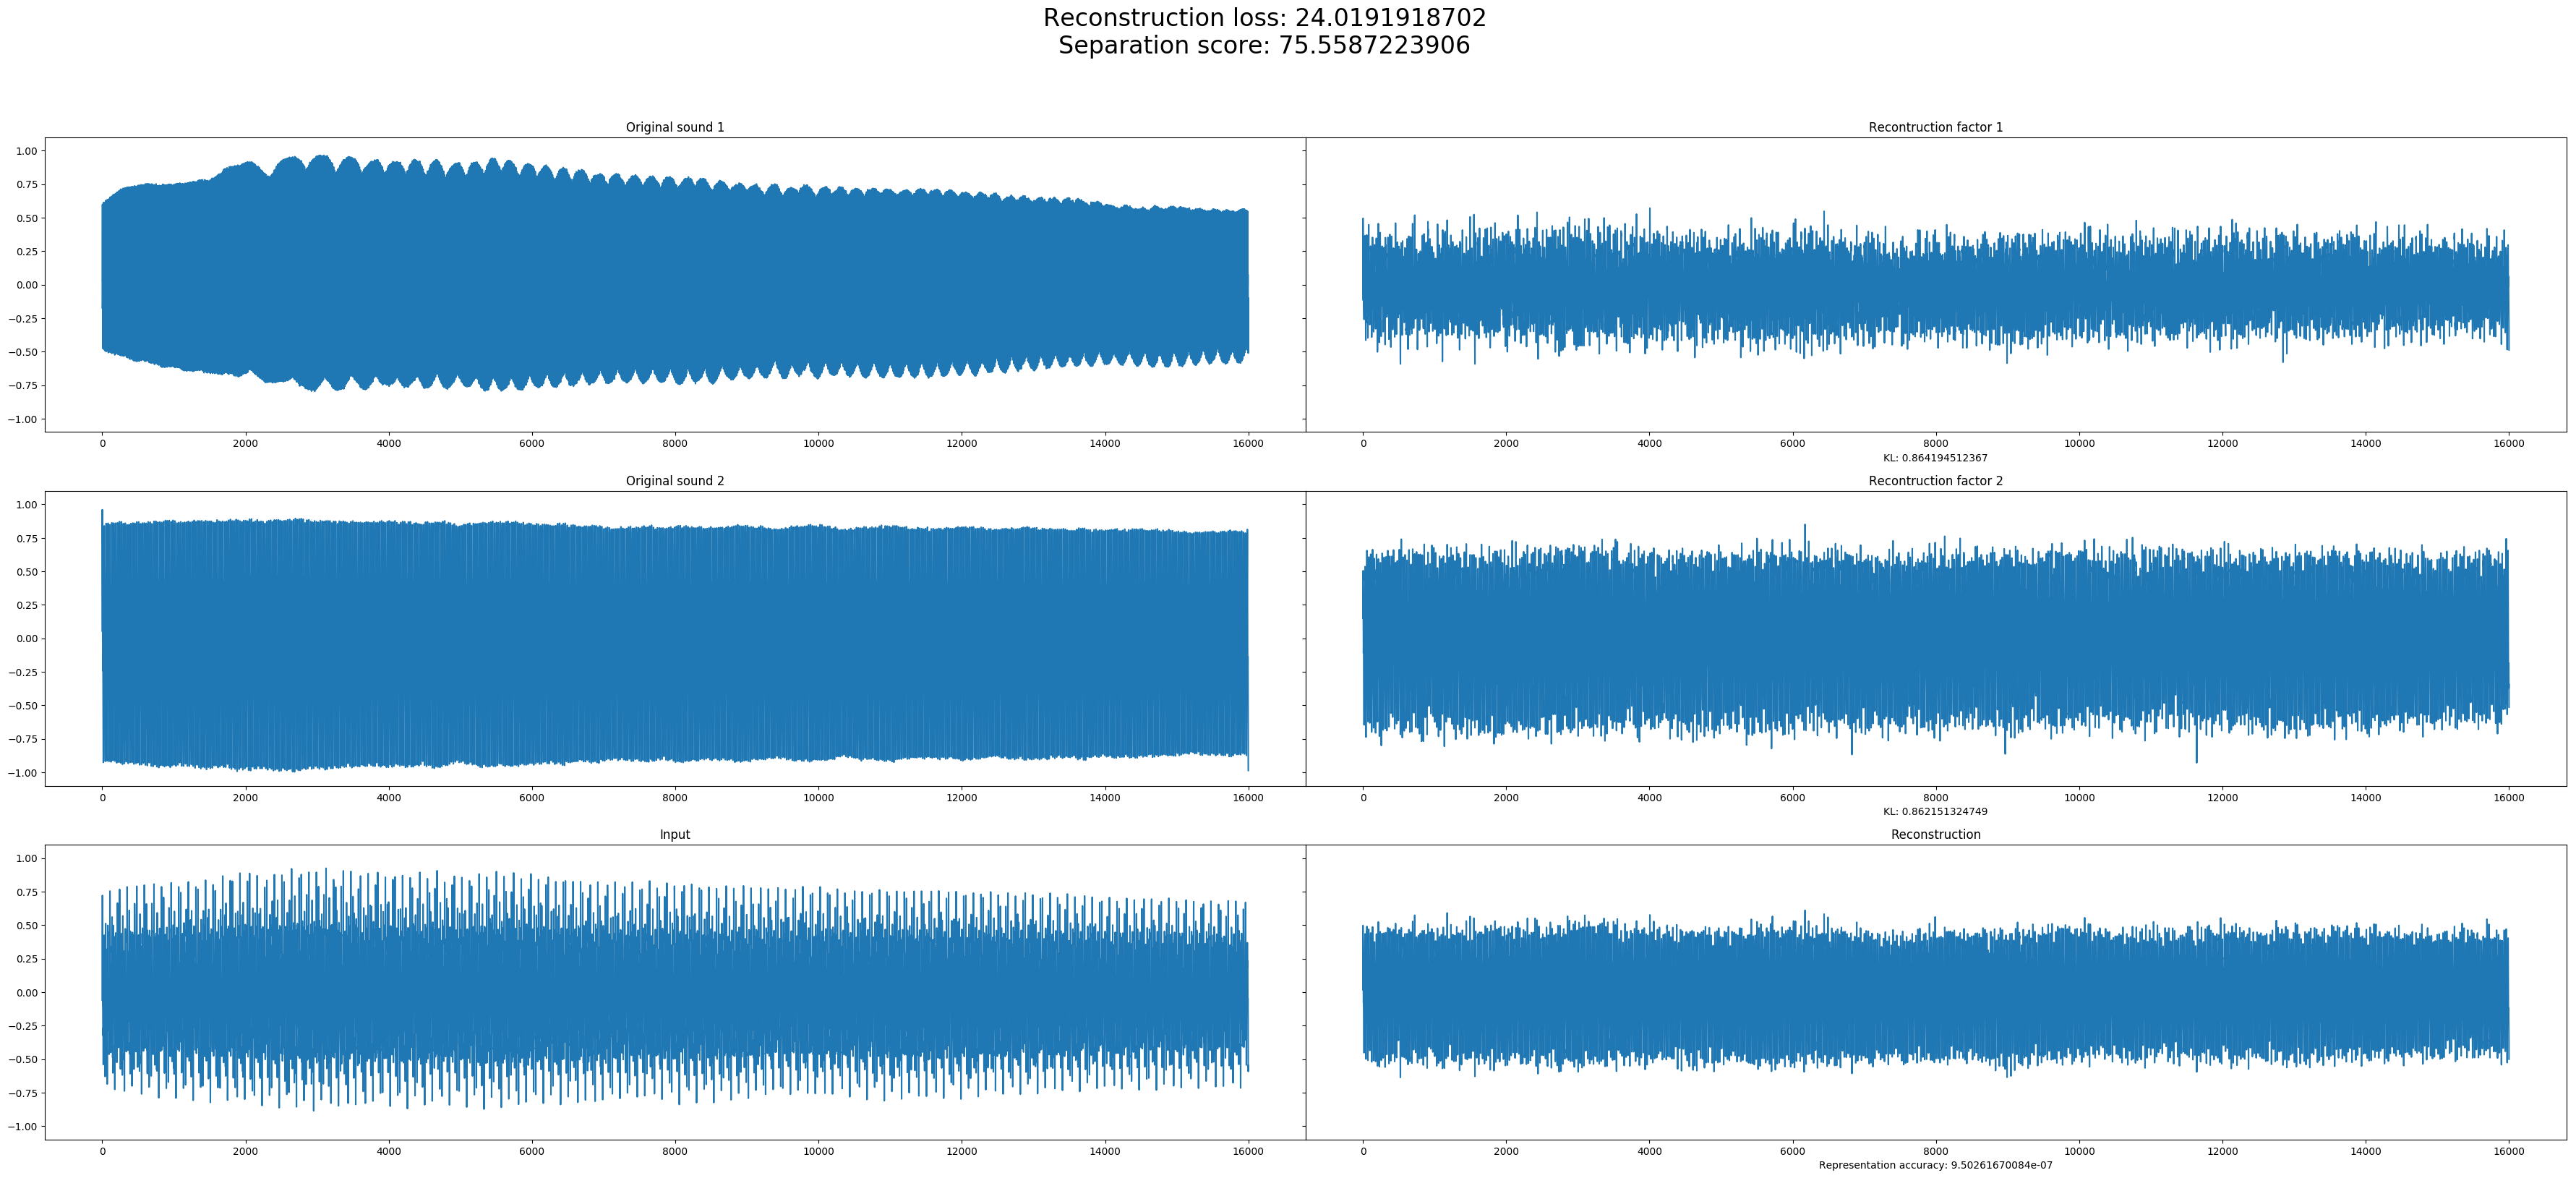 Reconstruction loss: 24.0191918702
Separation score: 75.5587223906
Original sound 1
Recontruction factor 1
1.00
0.75
0.50
0.25
0.00
−0.25
−0.50
−0.75
−1.00
0 2000 4000 6000 8000 10000 12000 14000 16000
0 2000 4000 6000 8000 10000 12000 14000 16000
KL: 0.864194512367
Original sound 2
Recontruction factor 2
1.00
0.75
0.50
0.25
0.00
−0.25
−0.50
−0.75
−1.00
0 2000 4000 6000 8000 10000 12000 14000 16000
0 2000 4000 6000 8000 10000 12000 14000 16000
KL: 0.862151324749
Input
Reconstruction
1.00
0.75
0.50
0.25
0.00
−0.25
−0.50
−0.75
−1.00
0 2000 4000 6000 8000 10000 12000 14000 16000
0 2000 4000 6000 8000 10000 12000 14000 16000
Representation accuracy: 9.50261670084e-07